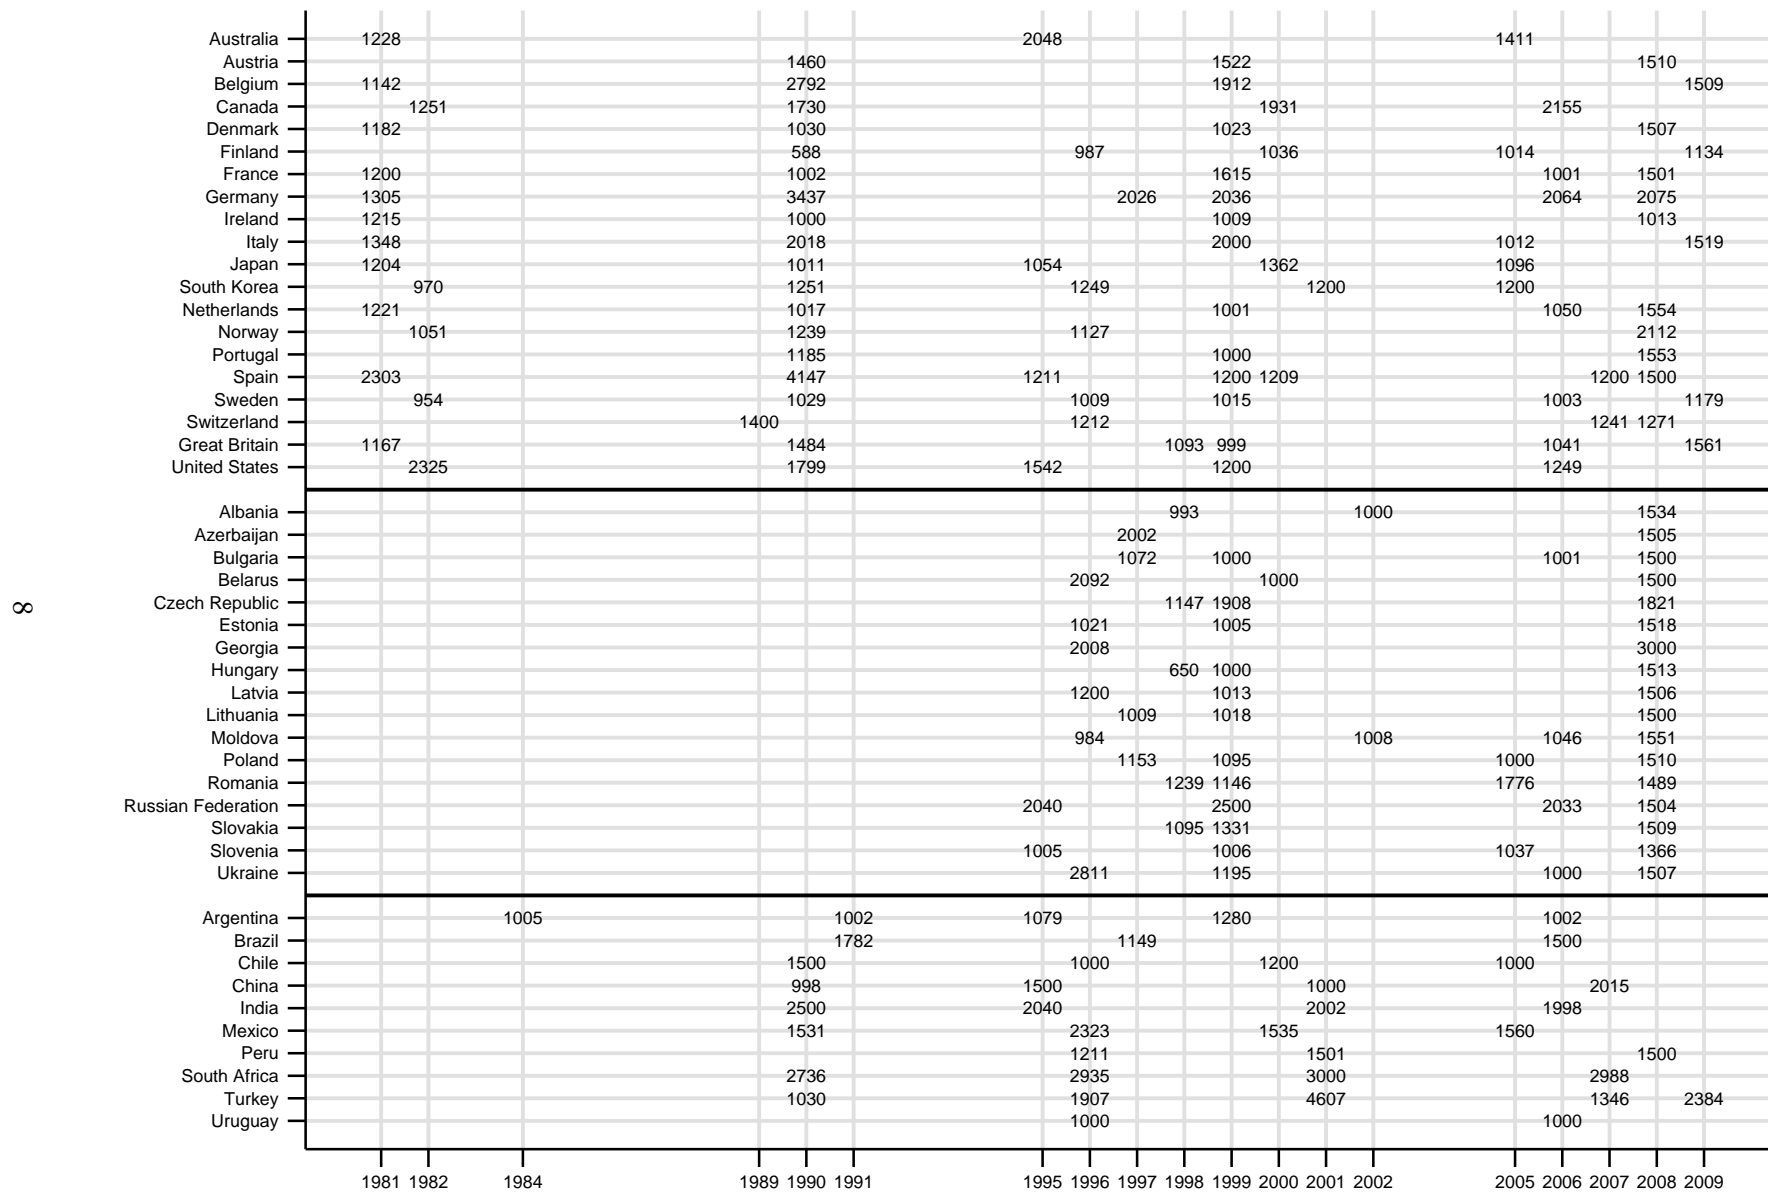 Australia 1228 2048 1411
Austria 1460 1522 1510
Belgium 1142 2792 1912 1509
Canada 1251 1730 1931 2155
Denmark 1182 1030 1023 1507
Finland 588 987 1036 1014 1134
France 1200 1002 1615 1001 1501
Germany 1305 3437 2026 2036 2064 2075
Ireland 1215 1000 1009 1013
Italy 1348 2018 2000 1012 1519
Japan 1204 1011 1054 1362 1096
South Korea 970 1251 1249 1200 1200
Netherlands 1221 1017 1001 1050 1554
Norway 1051 1239 1127 2112
Portugal 1185 1000 1553
Spain 2303 4147 1211 1200 1209 1200 1500
Sweden 954 1029 1009 1015 1003 1179
Switzerland 1400 1212 1241 1271
Great Britain 1167 1484 1093 999 1041 1561
United States 2325 1799 1542 1200 1249
Albania 993 1000 1534
Azerbaijan 2002 1505
Bulgaria 1072 1000 1001 1500
Belarus 2092 1000 1500
Czech Republic 1147 1908 1821
8
Estonia 1021 1005 1518
Georgia 2008 3000
Hungary 650 1000 1513
Latvia 1200 1013 1506
Lithuania 1009 1018 1500
Moldova 984 1008 1046 1551
Poland 1153 1095 1000 1510
Romania 1239 1146 1776 1489
Russian Federation 2040 2500 2033 1504
Slovakia 1095 1331 1509
Slovenia 1005 1006 1037 1366
Ukraine 2811 1195 1000 1507
Argentina 1005 1002 1079 1280 1002
Brazil 1782 1149 1500
Chile 1500 1000 1200 1000
China 998 1500 1000 2015
India 2500 2040 2002 1998
Mexico 1531 2323 1535 1560
Peru 1211 1501 1500
South Africa 2736 2935 3000 2988
Turkey 1030 1907 4607 1346 2384
Uruguay 1000 1000
1981 1982 1984 1989 1990 1991 1995 1996 1997 1998 1999 2000 2001 2002 2005 2006 2007 2008 2009